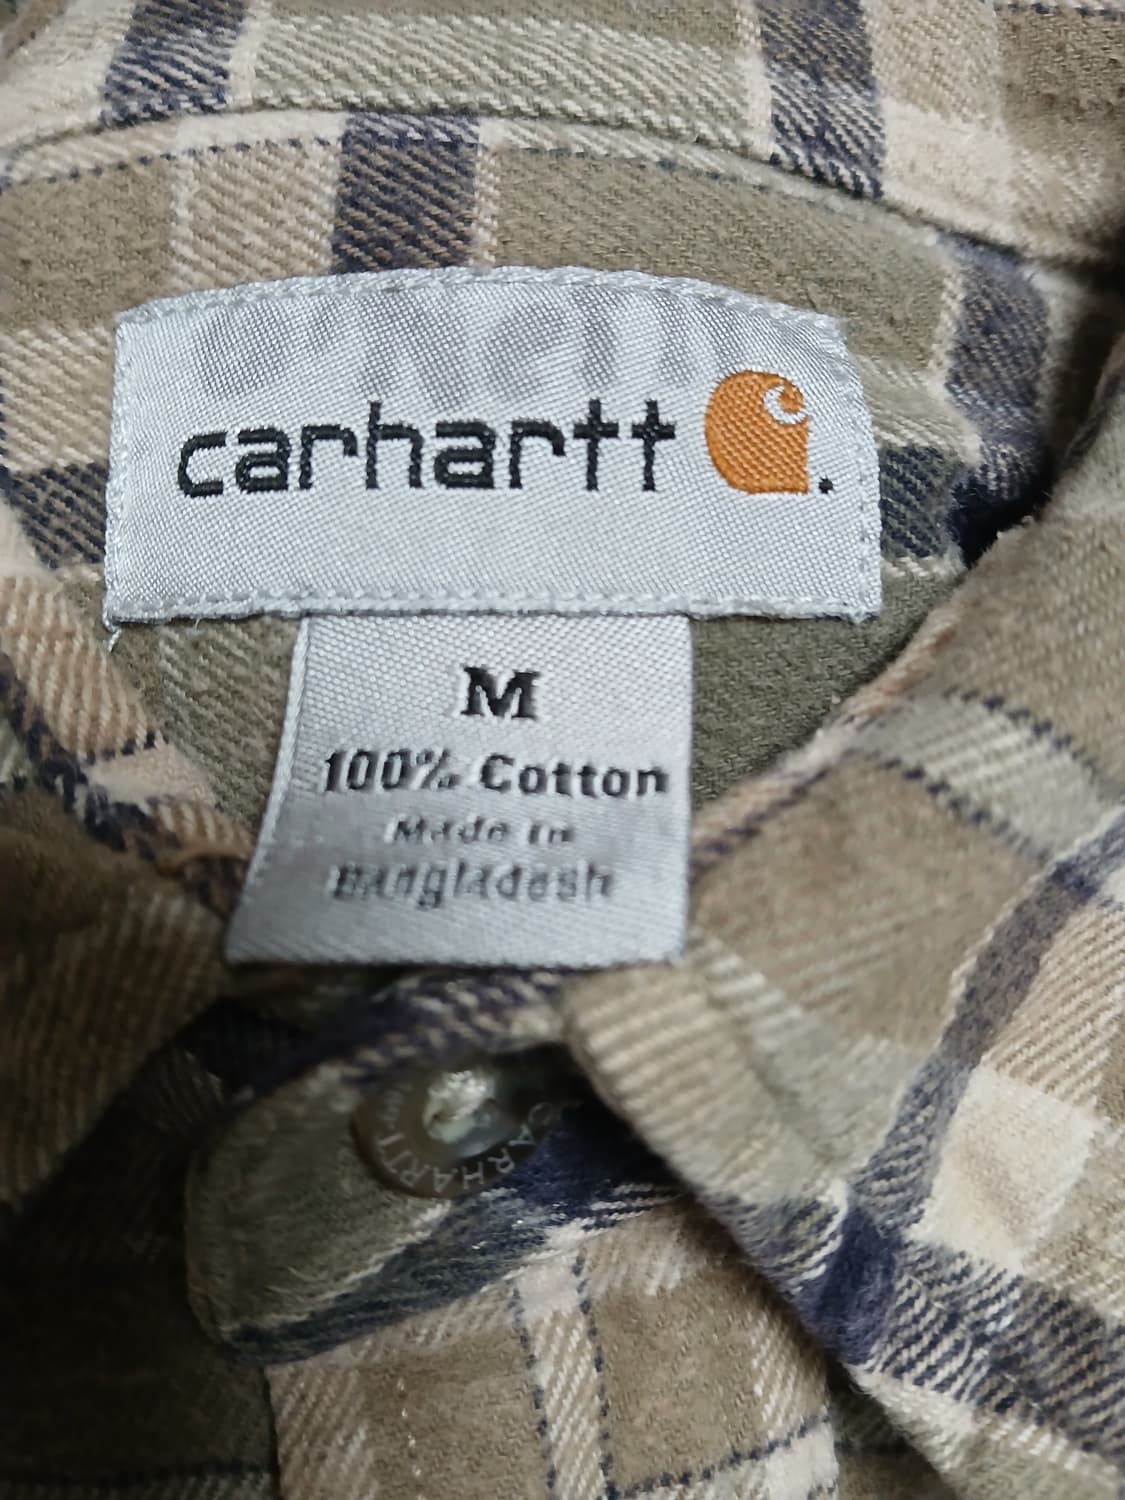 carhartt
M
100% Cotton
Made in
Bangladesh
CARHARTT